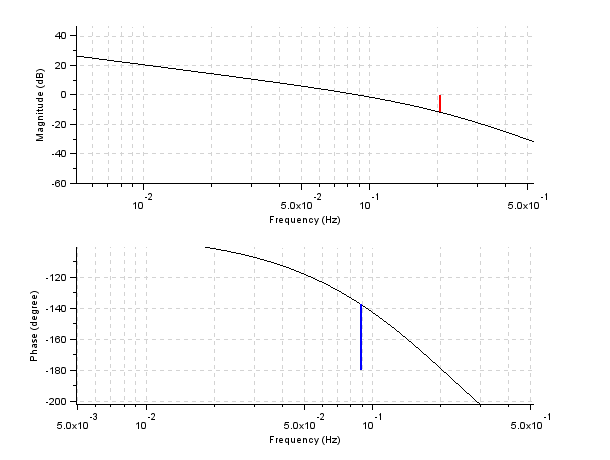 40
20
0
-20
-40
-60
Magnitude (dB)
10^-2
5.0x10^-2
10^-1
5.0x10^-1
Frequency (Hz)
-120
-140
-160
-180
-200
Phase (degree)
5.0x10^-3
10^-2
5.0x10^-2
10^-1
5.0x10^-1
Frequency (Hz)